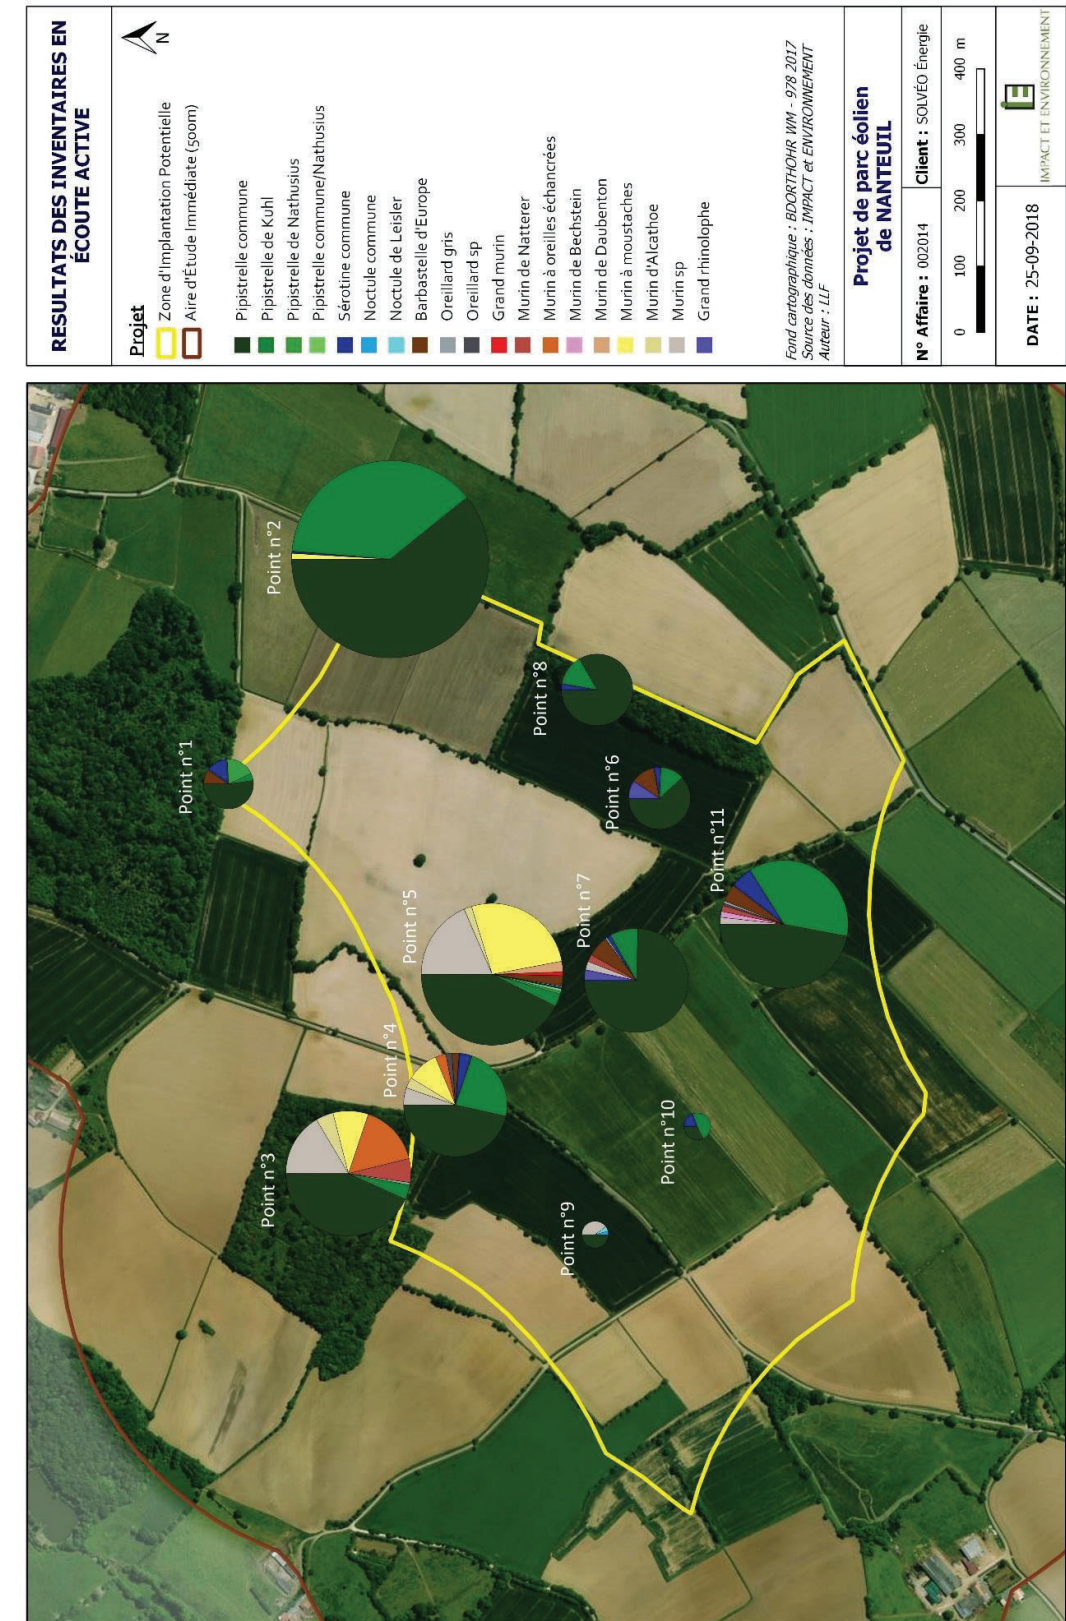 RESULTATS DES INVENTAIRES EN
ÉCOUTE ACTIVE
N
Projet
Zone d'Implantation Potentielle
Aire d'Étude Immédiate (500m)
Pipistrelle commune
Pipistrelle de Kuhl
Pipistrelle de Nathusius
Pipistrelle commune/Nathusius
Sérotine commune
Noctule commune
Noctule de Leisler
Barbastelle d'Europe
Oreillard gris
Oreillard sp
Grand murin
Murin de Natterer
Murin à oreilles échancrées
Murin de Bechstein
Murin de Daubenton
Murin à moustaches
Murin d'Alcathoe
Murin sp
Grand rhinolophe
Fond cartographique : BDORTHOHR WM - 978 2017
Source des données : IMPACT et ENVIRONNEMENT
Auteur : LLF
Projet de parc éolien
de NANTEUIL
N° Affaire : 002014
Client : SOLVÉO Énergie
0 100 200 300 400 m
DATE : 25-09-2018
IE
IMPACT ET ENVIRONNEMENT
Point n°1
Point n°2
Point n°3
Point n°4
Point n°5
Point n°6
Point n°7
Point n°8
Point n°9
Point n°10
Point n°11